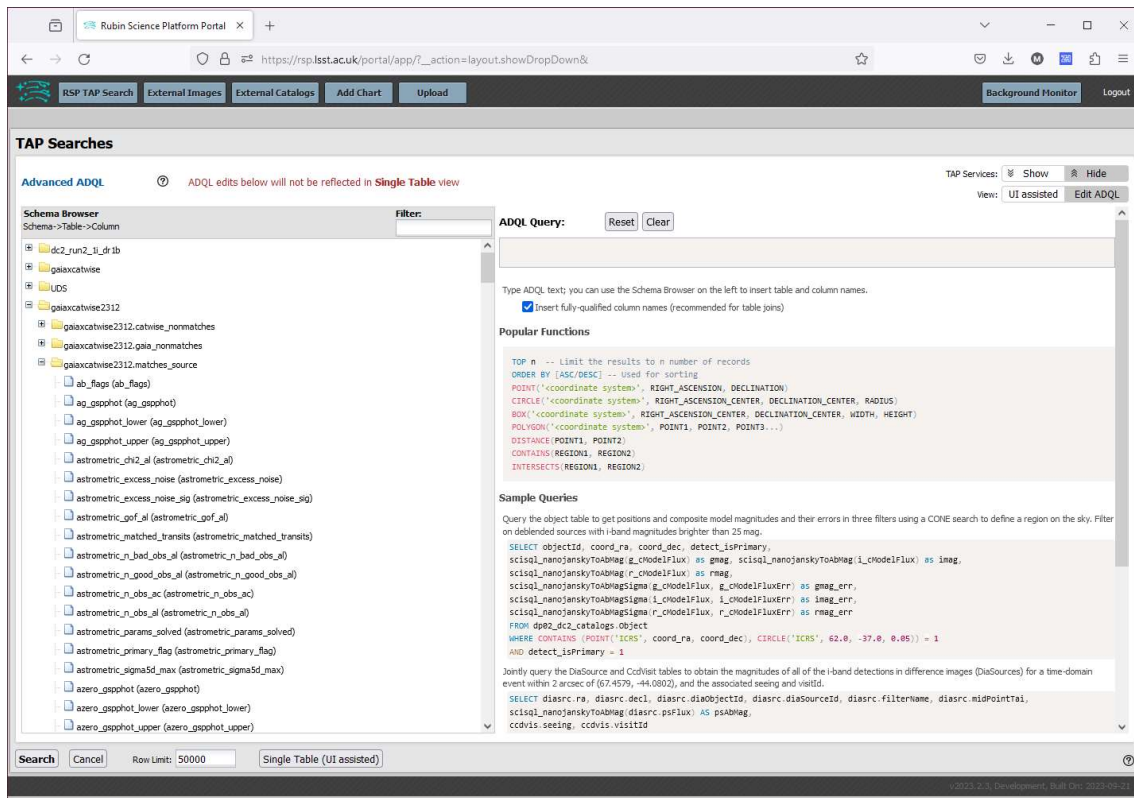 Rubin Science Platform Portal
https://rsp.lsst.ac.uk/portal/app/?__action=layout.showDropDown&
RSP TAP Search External Images External Catalogs Add Chart Upload Background Monitor Logout
TAP Searches
TAP Services: Show Hide
Advanced ADQL ADQL edits below will not be reflected in Single Table view
View: UI assisted Edit ADQL
Schema Browser Filter:
Schema->Table->Column
dc2_run2_1i_dr1b
gaiaxcatwise
UDS
gaiaxcatwise2312
gaiaxcatwise2312.catwise_nonmatches
gaiaxcatwise2312.gaia_nonmatches
gaiaxcatwise2312.matches_source
ab_flags (ab_flags)
ag_gspphot (ag_gspphot)
ag_gspphot_lower (ag_gspphot_lower)
ag_gspphot_upper (ag_gspphot_upper)
astrometric_chi2_al (astrometric_chi2_al)
astrometric_excess_noise (astrometric_excess_noise)
astrometric_excess_noise_sig (astrometric_excess_noise_sig)
astrometric_gof_al (astrometric_gof_al)
astrometric_matched_transits (astrometric_matched_transits)
astrometric_n_bad_obs_al (astrometric_n_bad_obs_al)
astrometric_n_good_obs_al (astrometric_n_good_obs_al)
astrometric_n_obs_ac (astrometric_n_obs_ac)
astrometric_n_obs_al (astrometric_n_obs_al)
astrometric_params_solved (astrometric_params_solved)
astrometric_primary_flag (astrometric_primary_flag)
astrometric_sigma5d_max (astrometric_sigma5d_max)
azero_gspphot (azero_gspphot)
azero_gspphot_lower (azero_gspphot_lower)
azero_gspphot_upper (azero_gspphot_upper)
ADQL Query: Reset Clear
Type ADQL text; you can use the Schema Browser on the left to insert table and column names.
Insert fully-qualified column names (recommended for table joins)
Popular Functions
TOP n -- Limit the results to n number of records
ORDER BY [ASC/DESC] -- Used for sorting
POINT('<coordinate system>', RIGHT_ASCENSION, DECLINATION)
CIRCLE('<coordinate system>', RIGHT_ASCENSION_CENTER, DECLINATION_CENTER, RADIUS)
BOX('<coordinate system>', RIGHT_ASCENSION_CENTER, DECLINATION_CENTER, WIDTH, HEIGHT)
POLYGON('<coordinate system>', POINT1, POINT2, POINT3...)
DISTANCE(POINT1, POINT2)
CONTAINS(REGION1, REGION2)
INTERSECTS(REGION1, REGION2)
Sample Queries
Query the object table to get positions and composite model magnitudes and their errors in three filters using a CONE search to define a region on the sky. Filter
on deblended sources with i-band magnitudes brighter than 25 mag.
SELECT objectId, coord_ra, coord_dec, detect_isPrimary,
scisql_nanojanskyToAbMag(g_cModelFlux) as gmag, scisql_nanojanskyToAbMag(i_cModelFlux) as imag,
scisql_nanojanskyToAbMag(r_cModelFlux) as rmag,
scisql_nanojanskyToAbMagSigma(g_cModelFlux, g_cModelFluxErr) as gmag_err,
scisql_nanojanskyToAbMagSigma(i_cModelFlux, i_cModelFluxErr) as imag_err,
scisql_nanojanskyToAbMagSigma(r_cModelFlux, r_cModelFluxErr) as rmag_err
FROM dp02_dc2_catalogs.Object
WHERE CONTAINS (POINT('ICRS', coord_ra, coord_dec), CIRCLE('ICRS', 62.0, -37.0, 0.05)) = 1
AND detect_isPrimary = 1
Jointly query the DiaSource and CcdVisit tables to obtain the magnitudes of all of the i-band detections in difference images (DiaSources) for a time-domain
event within 2 arcsec of (67.4579, -44.0802), and the associated seeing and visitId.
SELECT diasrc.ra, diasrc.decl, diasrc.diaObjectId, diasrc.diaSourceId, diasrc.filterName, diasrc.midPointTai,
scisql_nanojanskyToAbMag(diasrc.psFlux) AS psAbMag,
ccdvis.seeing, ccdvis.visitId
Search Cancel Row Limit: 50000 Single Table (UI assisted)
v2023.2.3, Development, Built On: 2023-09-21